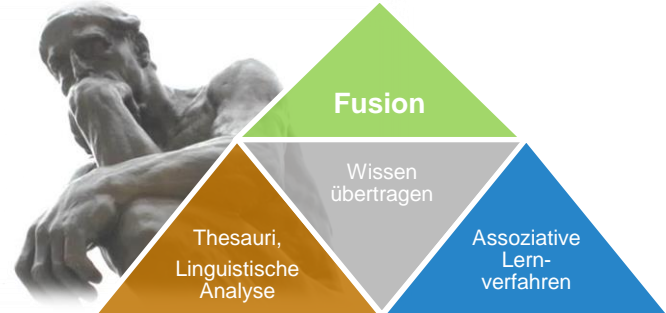 Fusion
Wissen
übertragen
Thesauri,
Linguistische
Analyse
Assoziative
Lern-
verfahren